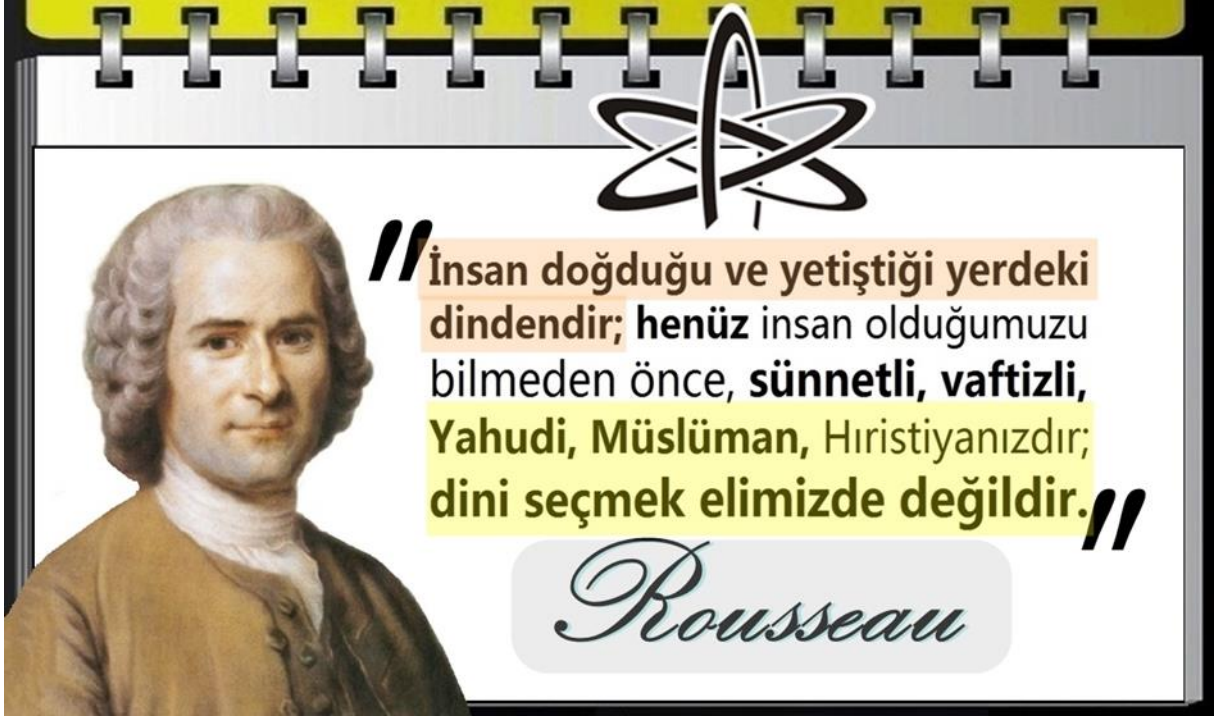 "İnsan doğduğu ve yetiştiği yerdeki
dindendir; henüz insan olduğumuzu
bilmeden önce, sünnetli, vaftizli,
Yahudi, Müslüman, Hıristiyanızdır;
dini seçmek elimizde değildir."
Rousseau